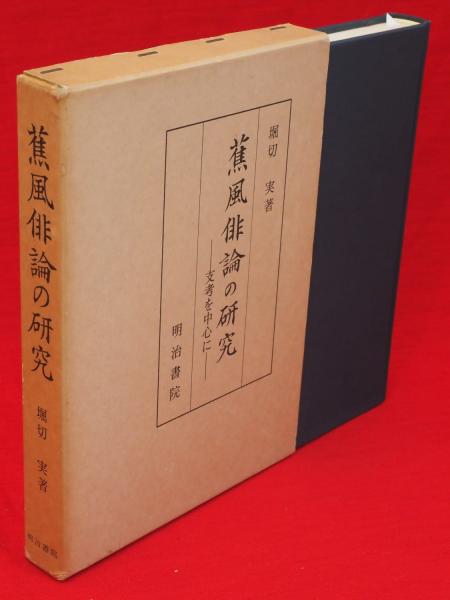 堀切 実著
蕉風俳論の研究
――支考を中心に――
明治書院
蕉風俳論の研究
堀切 実著
明治書院